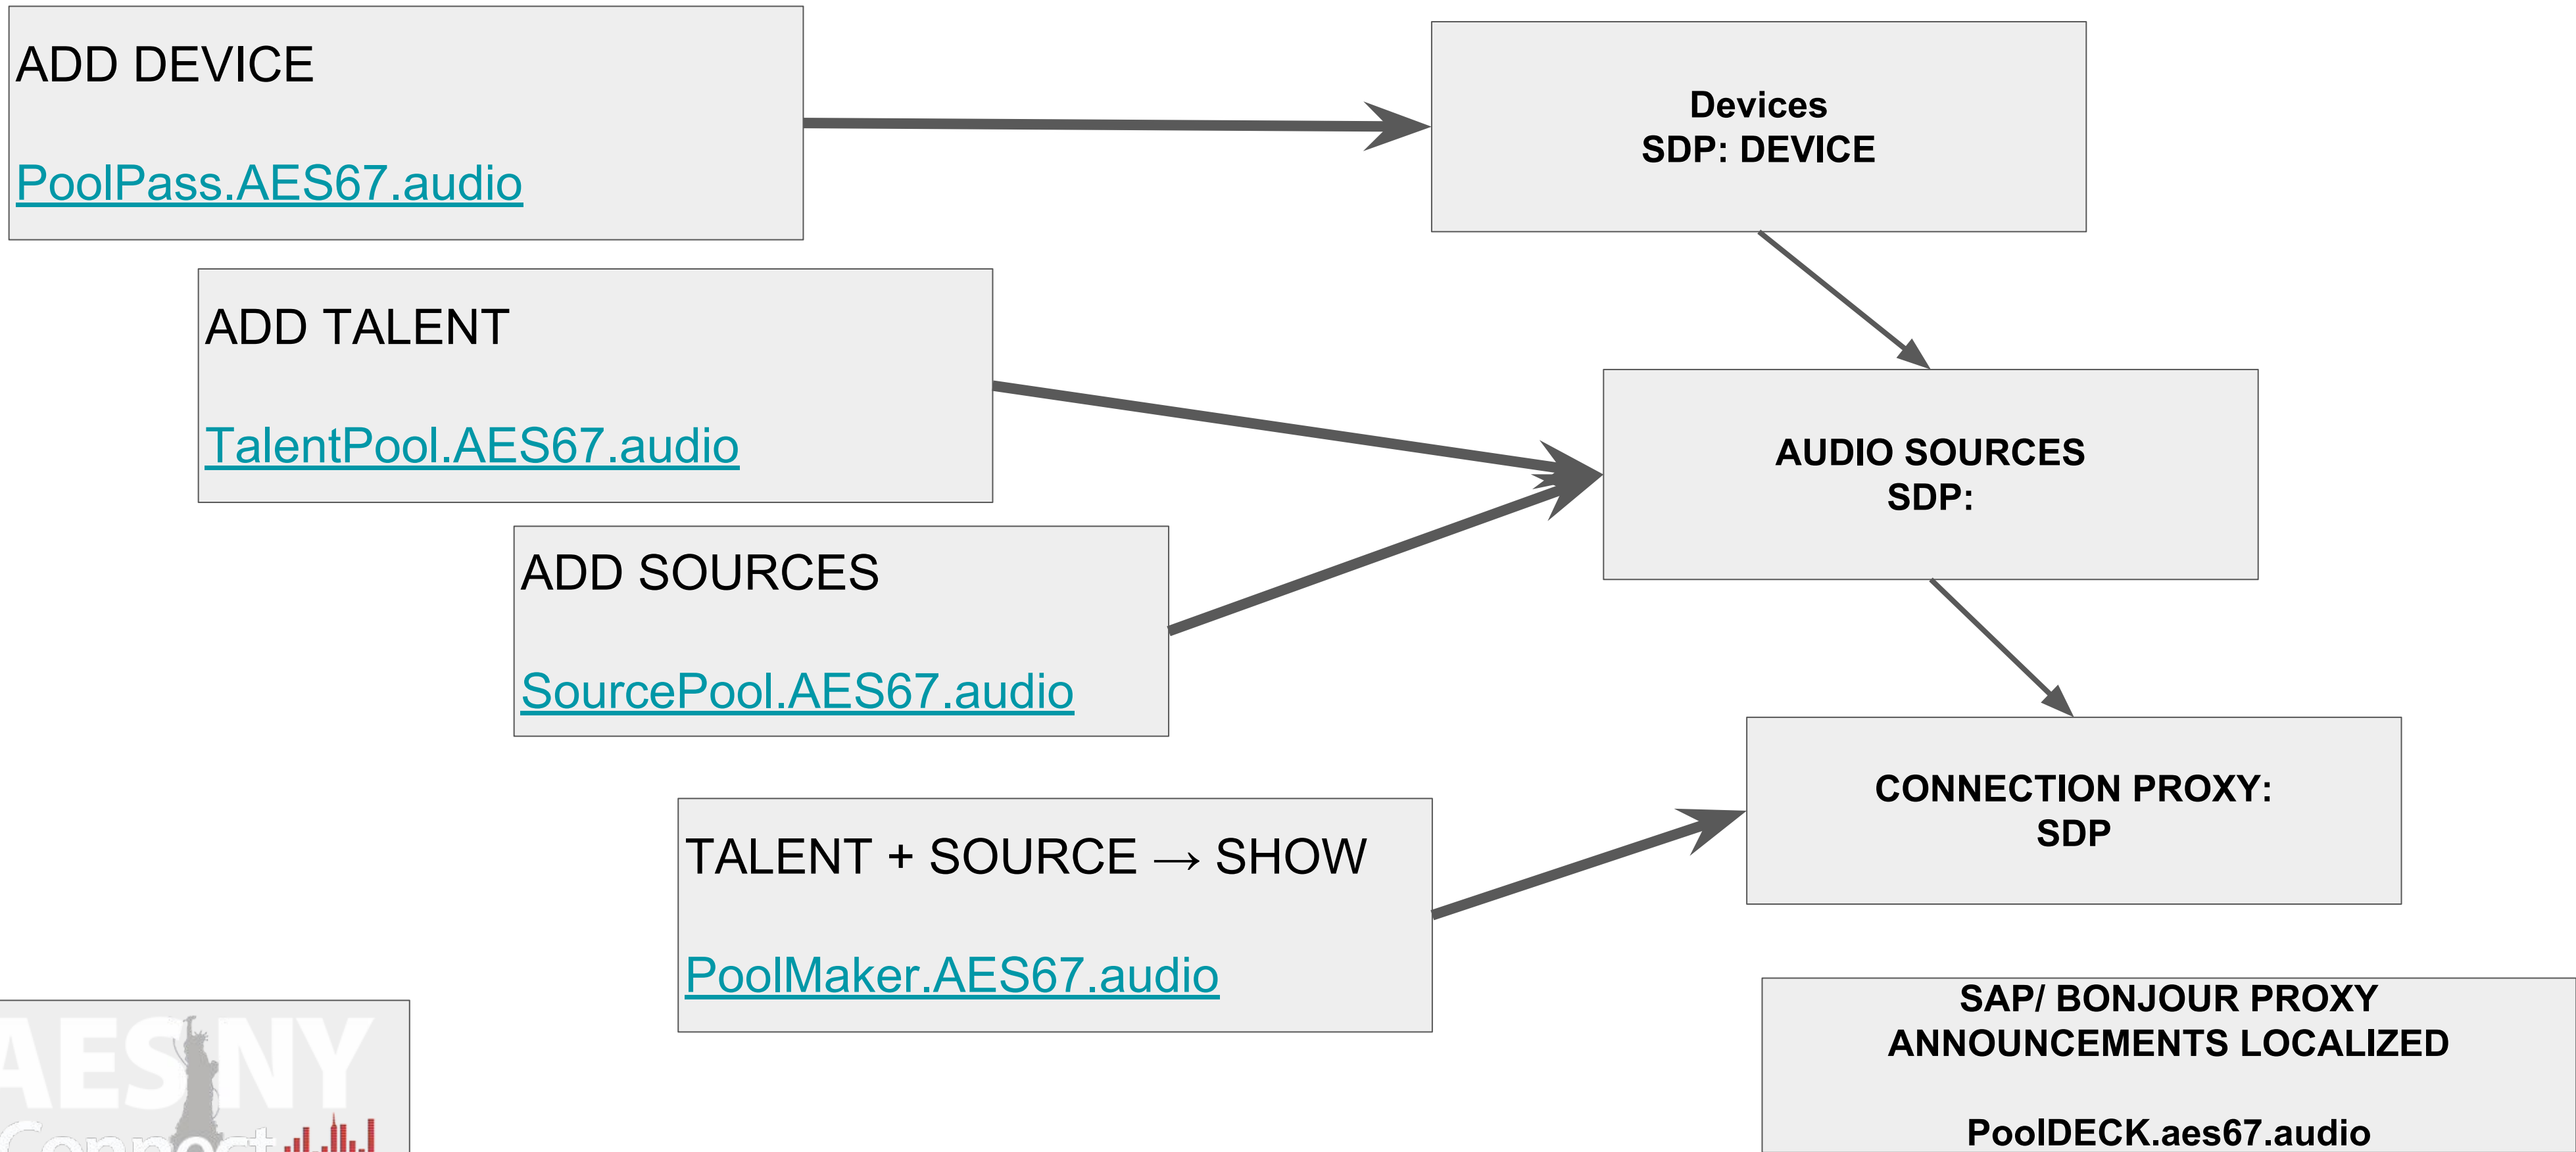 ADD DEVICE
PoolPass.AES67.audio
Devices
SDP: DEVICE
ADD TALENT
TalentPool.AES67.audio
AUDIO SOURCES
SDP:
ADD SOURCES
SourcePool.AES67.audio
TALENT + SOURCE → SHOW
PoolMaker.AES67.audio
CONNECTION PROXY:
SDP
SAP/ BONJOUR PROXY
ANNOUNCEMENTS LOCALIZED
PoolDECK.aes67.audio
AES NY
Connect